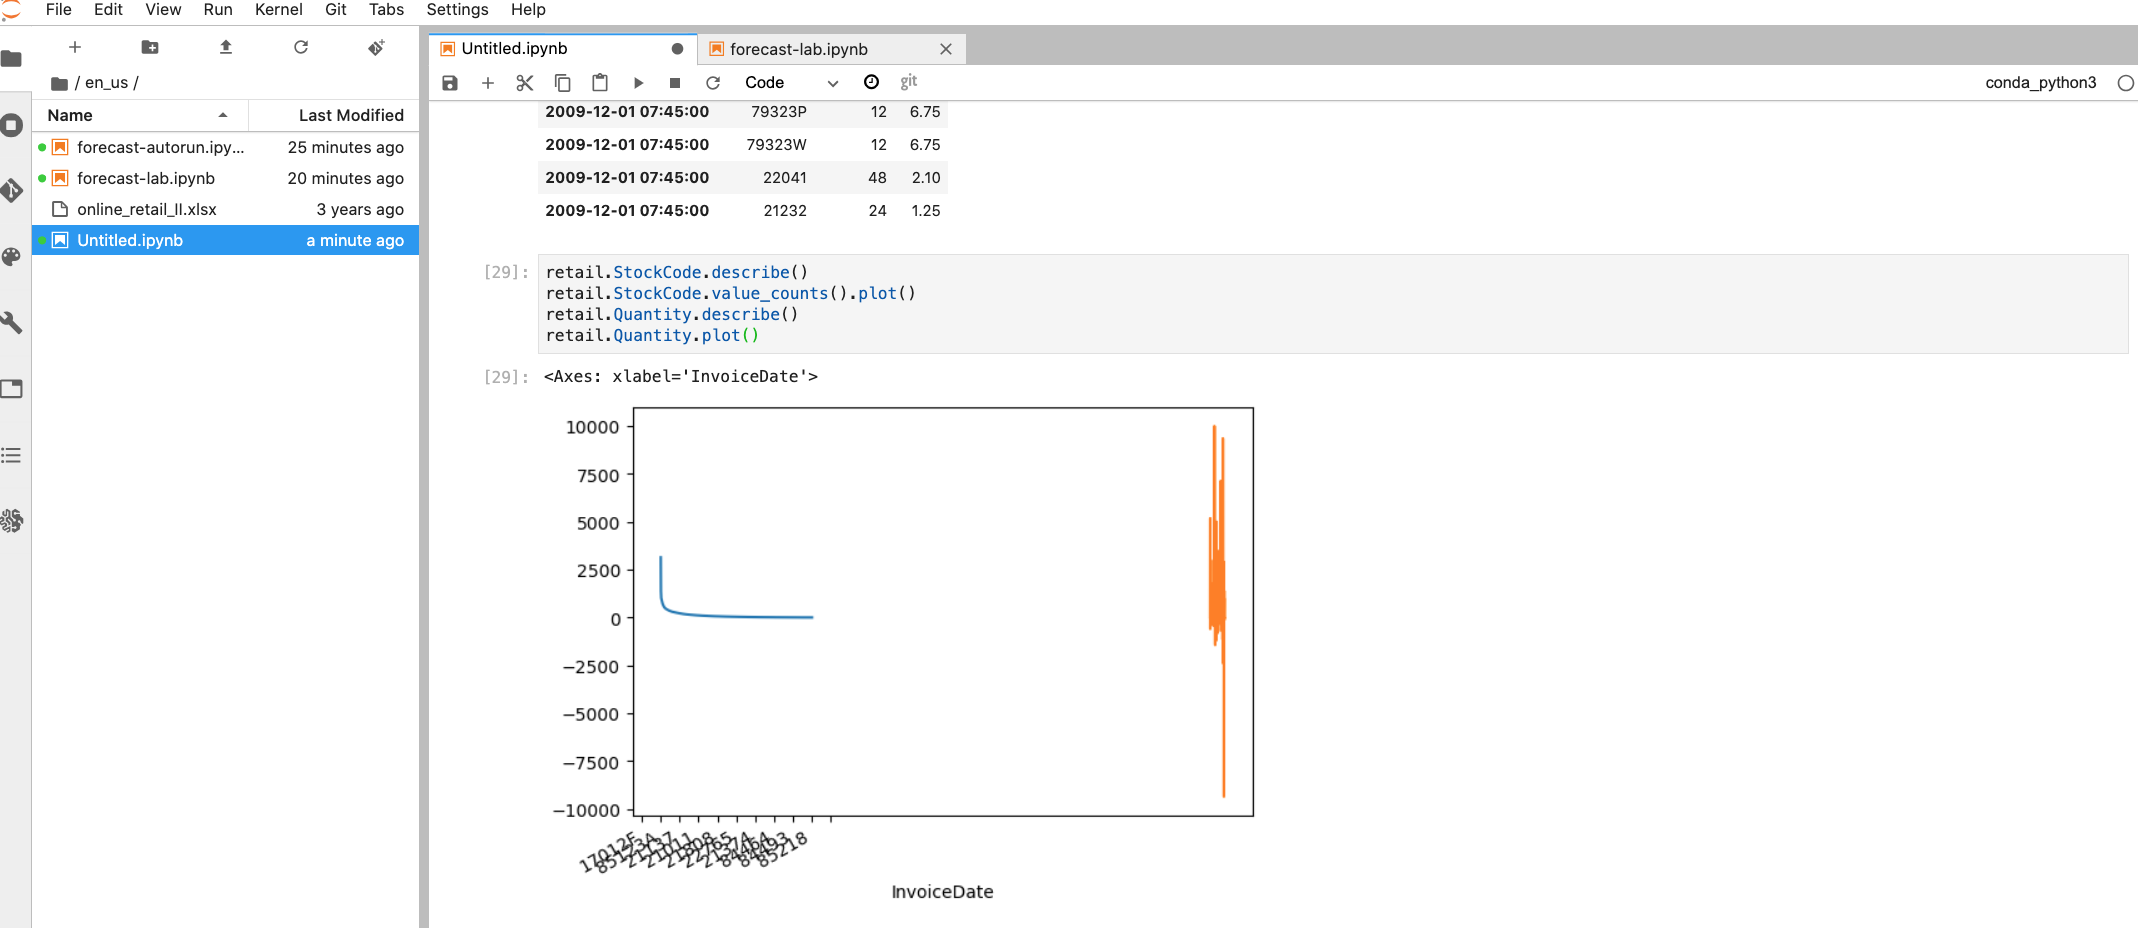 File Edit View Run Kernel Git Tabs Settings Help
/ en_us /
Name Last Modified
forecast-autorun.ipy... 25 minutes ago
forecast-lab.ipynb 20 minutes ago
online_retail_II.xlsx 3 years ago
Untitled.ipynb a minute ago
Untitled.ipynb forecast-lab.ipynb
Code git conda_python3
2009-12-01 07:45:00 79323P 12 6.75
2009-12-01 07:45:00 79323W 12 6.75
2009-12-01 07:45:00 22041 48 2.10
2009-12-01 07:45:00 21232 24 1.25
[29]: retail.StockCode.describe()
retail.StockCode.value_counts().plot()
retail.Quantity.describe()
retail.Quantity.plot()
[29]: <Axes: xlabel='InvoiceDate'>
10000
7500
5000
2500
0
−2500
−5000
−7500
−10000
85218
InvoiceDate